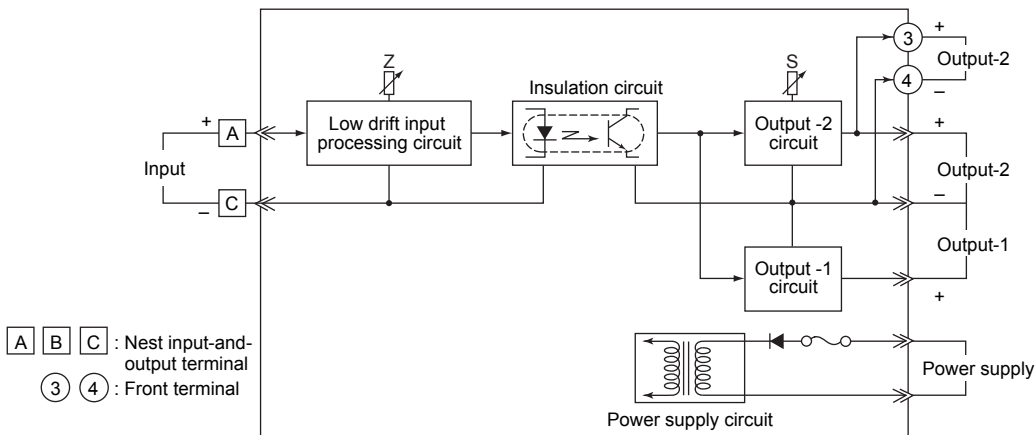 3
+
Output-2
4
–
Z
S
Insulation circuit
+
A
Low drift input
processing circuit
Output -2
circuit
+
Input
Output-2
–
C
–
Output-1
Output -1
circuit
+
A B C : Nest input-and-
output terminal
3 4 : Front terminal
Power supply
Power supply circuit